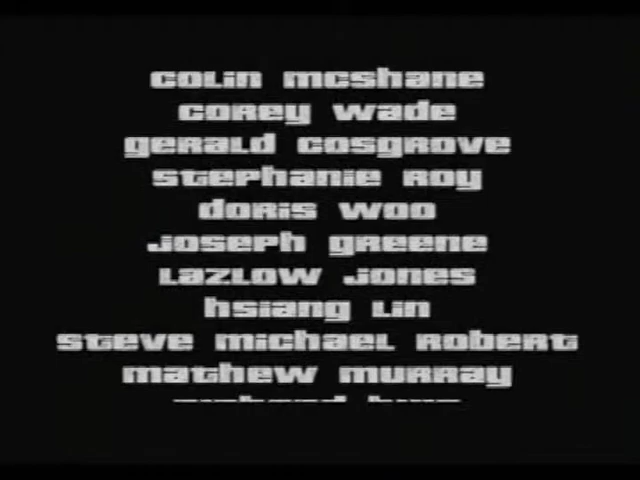 COLIN MCSHANE
COREY WADE
GERALD COSGROVE
STEPHANIE ROY
DORIS WOO
JOSEPH GREENE
LAZLOW JONES
HSIANG LIN
STEVE MICHAEL ROBERT
MATHEW MURRAY